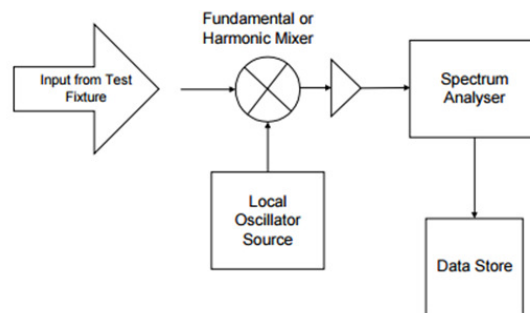 Fundamental or
Harmonic Mixer
Input from Test
Fixture
Spectrum
Analyser
Local
Oscillator
Source
Data Store